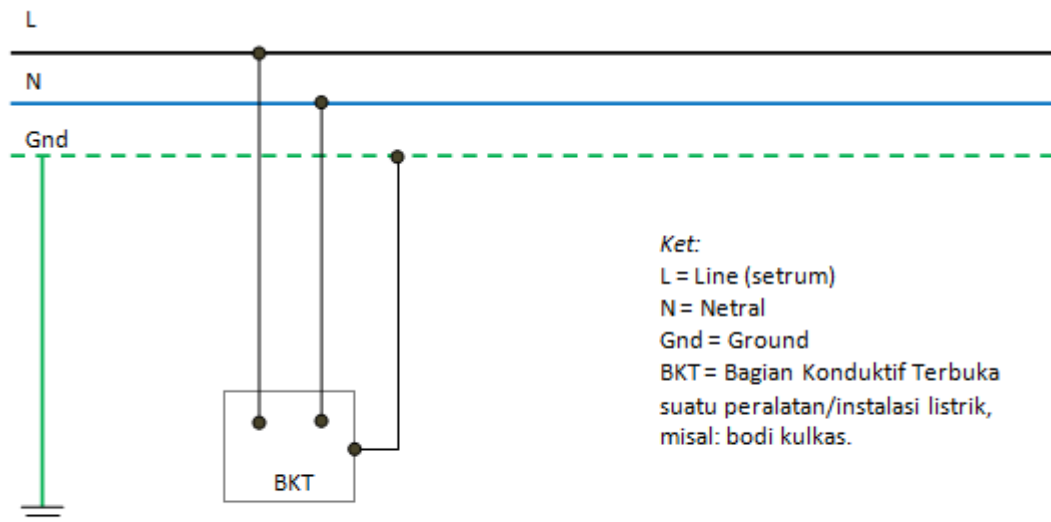 L
N
Gnd
Ket:
L = Line (setrum)
N = Netral
Gnd = Ground
BKT = Bagian Konduktif Terbuka
suatu peralatan/instalasi listrik,
misal: bodi kulkas.
BKT